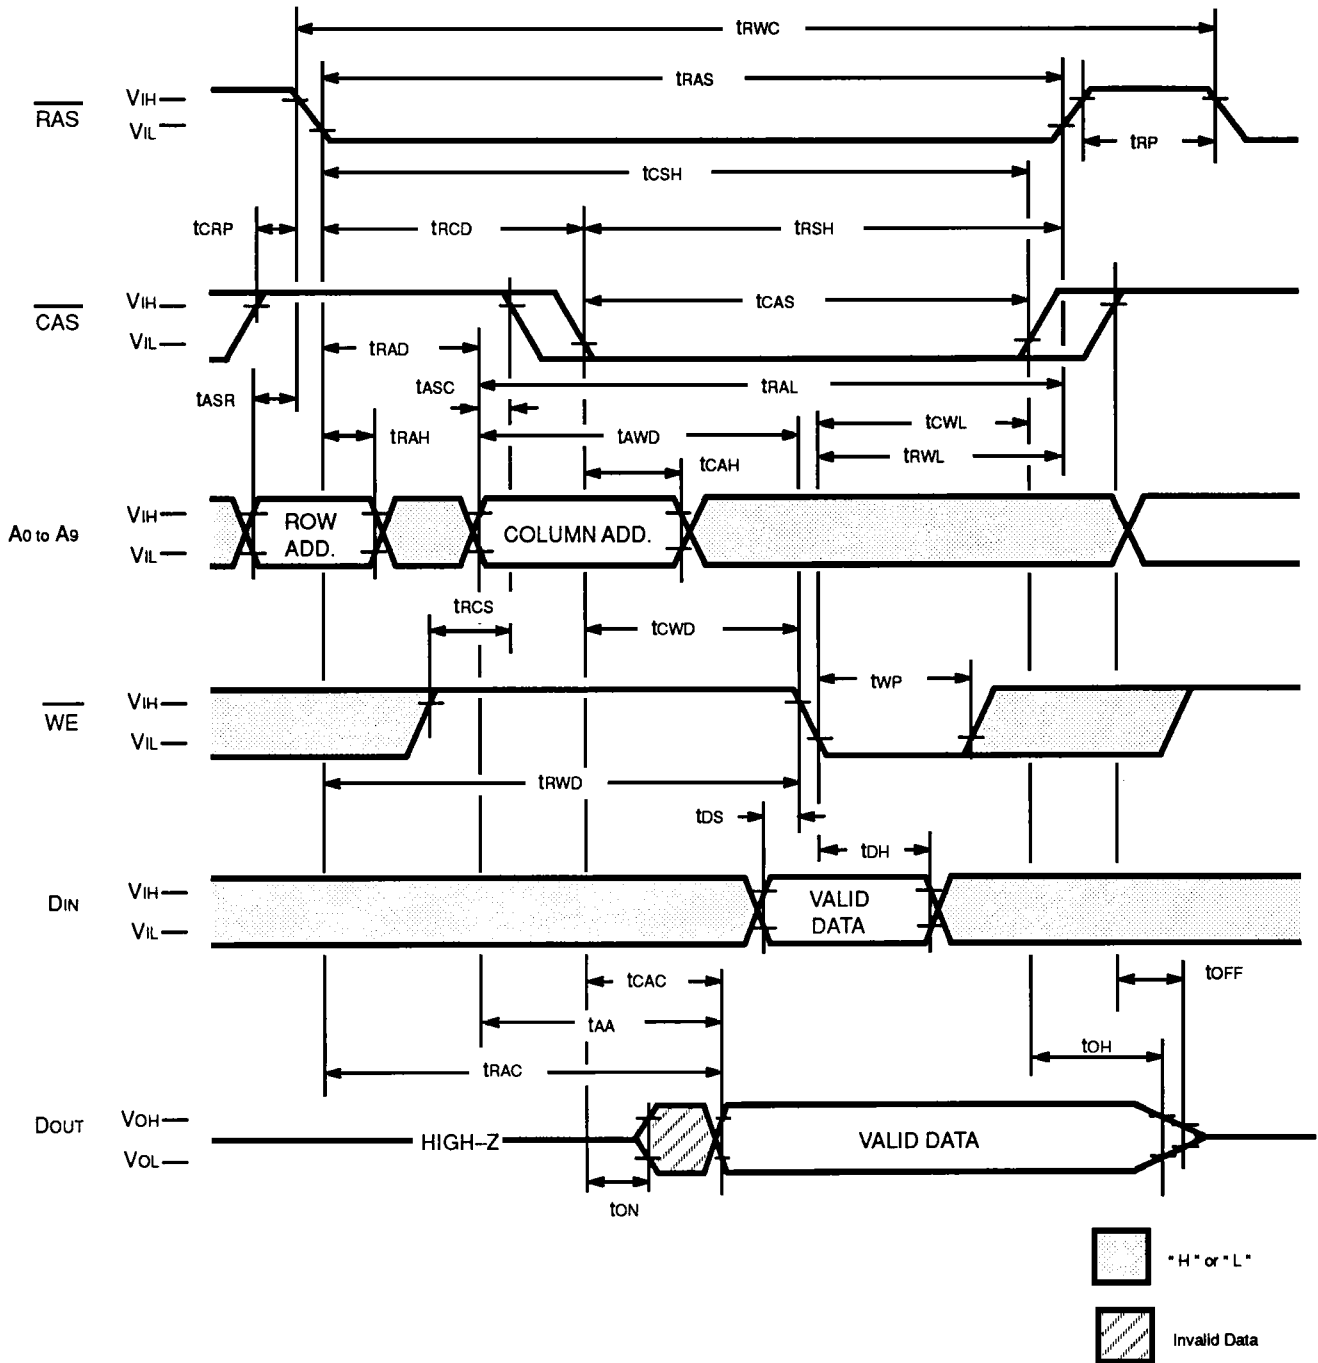 tRWC
tRAS
RAS
VIH
VIL
tRP
tCSH
tCRP
tRCD
tRSH
CAS
VIH
VIL
tCAS
tRAD
tASR
tASC
tRAL
tRAH
tAWD
tCWL
tCAH
tRWL
A0 to A9
VIH
VIL
ROW
ADD.
COLUMN ADD.
tRCS
tCWD
WE
VIH
VIL
tWP
tRWD
tDS
tDH
DIN
VIH
VIL
VALID
DATA
tCAC
tOFF
tAA
tOH
tRAC
DOUT
VOH
VOL
HIGH–Z
VALID DATA
tON
"H" or "L"
Invalid Data